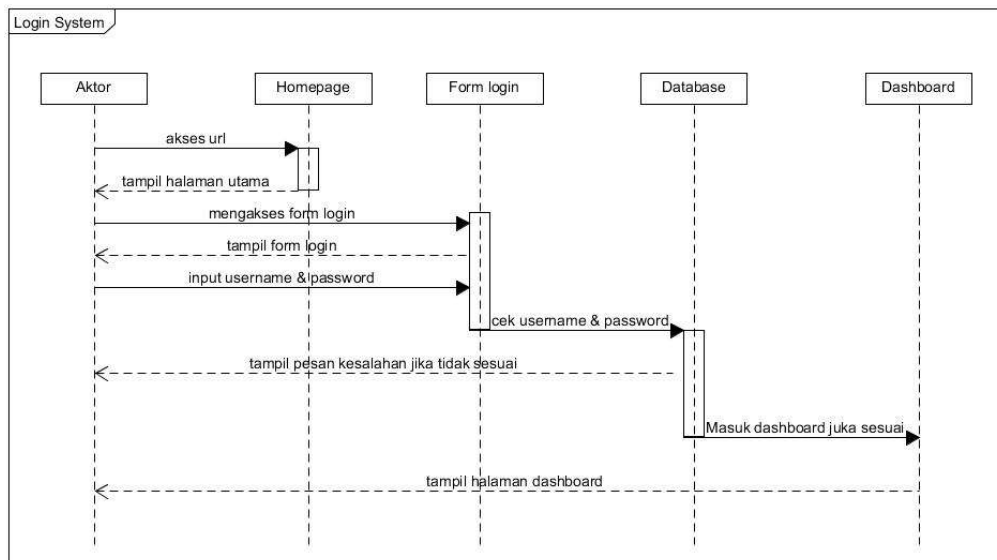 Login System
Aktor
Homepage
Form login
Database
Dashboard
akses url
tampil halaman utama
mengakses form login
tampil form login
input username & password
cek username & password
tampil pesan kesalahan jika tidak sesuai
Masuk dashboard juka sesuai
tampil halaman dashboard